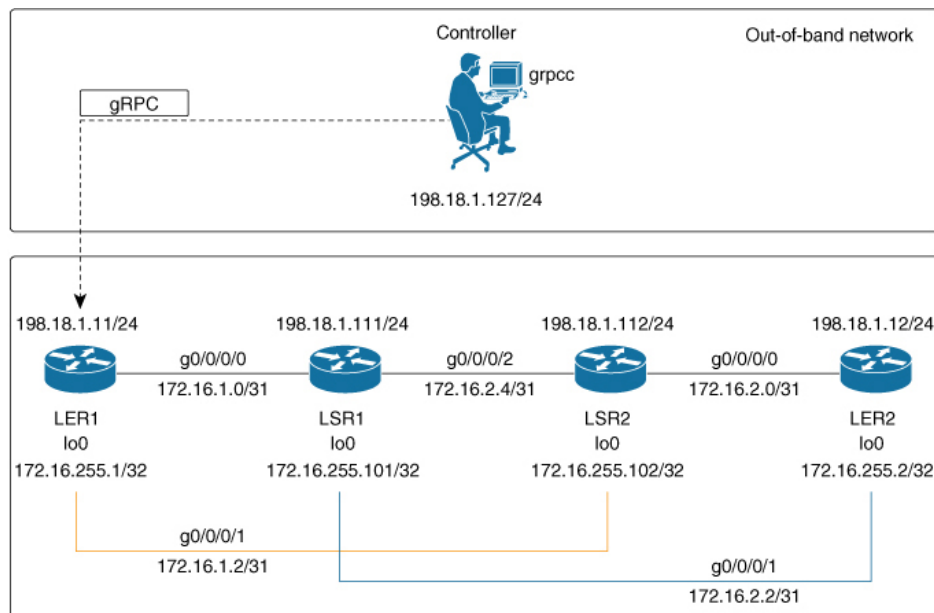 Controller
Out-of-band network
grpcc
gRPC
198.18.1.127/24
198.18.1.11/24
198.18.1.111/24
198.18.1.112/24
198.18.1.12/24
g0/0/0/0
g0/0/0/2
g0/0/0/0
172.16.1.0/31
172.16.2.4/31
172.16.2.0/31
LER1
LSR1
LSR2
LER2
lo0
lo0
lo0
lo0
172.16.255.1/32
172.16.255.101/32
172.16.255.102/32
172.16.255.2/32
g0/0/0/1
172.16.1.2/31
g0/0/0/1
172.16.2.2/31